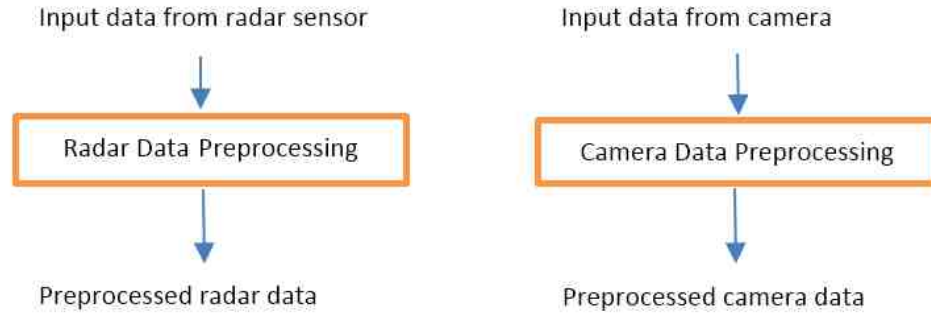 Input data from radar sensor
Input data from camera
Radar Data Preprocessing
Camera Data Preprocessing
Preprocessed radar data
Preprocessed camera data